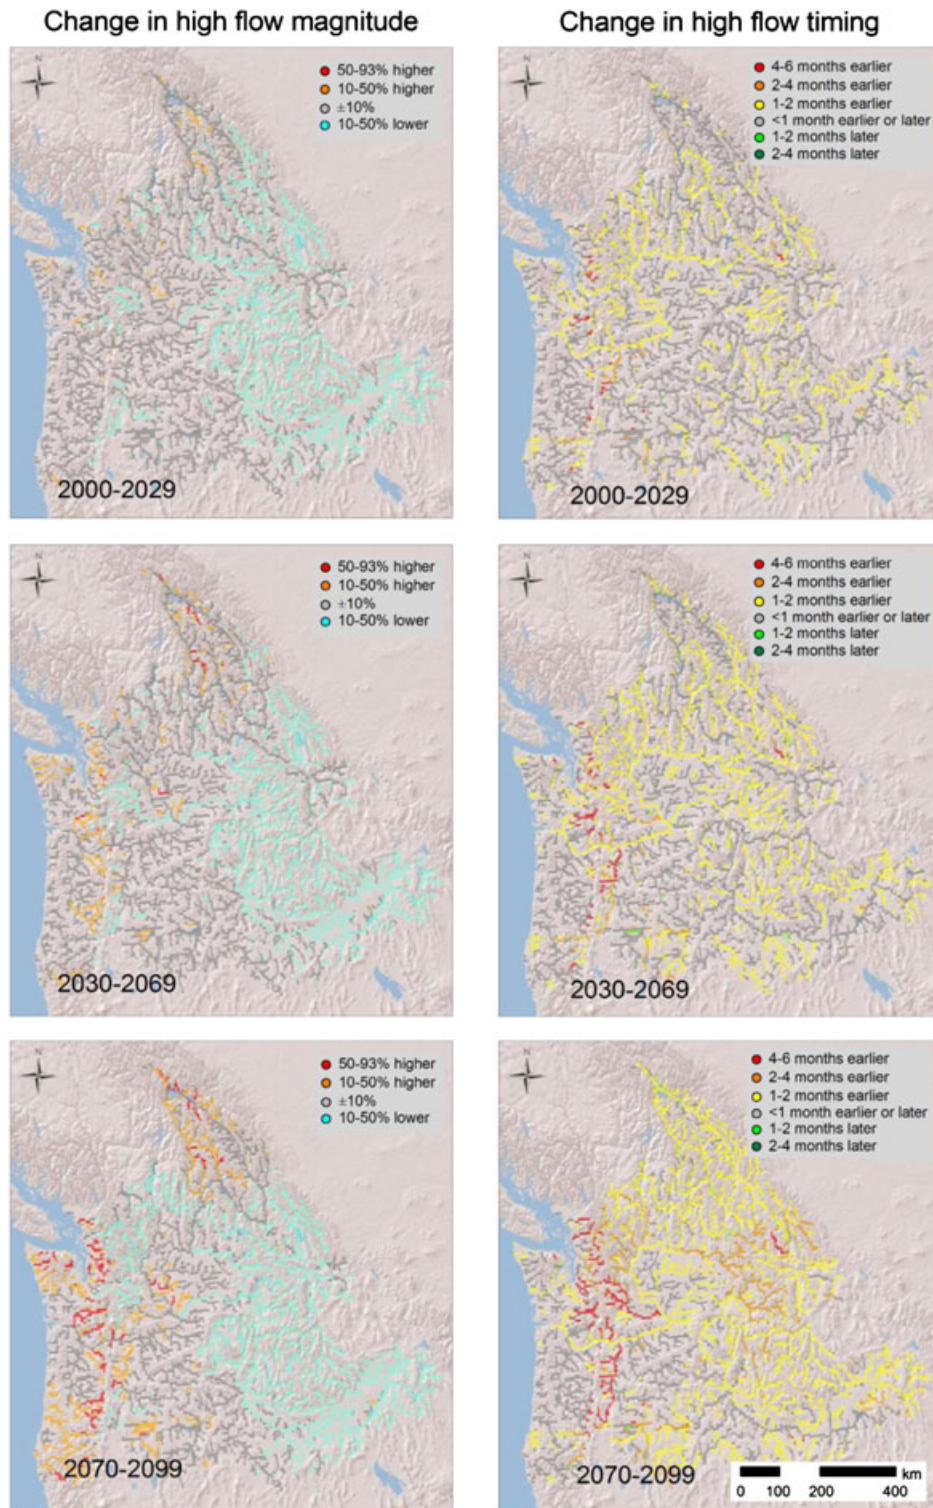 Change in high flow magnitude
Change in high flow timing
N
50-93% higher
10-50% higher
±10%
10-50% lower
2000-2029
N
4-6 months earlier
2-4 months earlier
1-2 months earlier
<1 month earlier or later
1-2 months later
2-4 months later
2000-2029
N
50-93% higher
10-50% higher
±10%
10-50% lower
2030-2069
N
4-6 months earlier
2-4 months earlier
1-2 months earlier
<1 month earlier or later
1-2 months later
2-4 months later
2030-2069
N
50-93% higher
10-50% higher
±10%
10-50% lower
2070-2099
N
4-6 months earlier
2-4 months earlier
1-2 months earlier
<1 month earlier or later
1-2 months later
2-4 months later
2070-2099
km
0 100 200 400